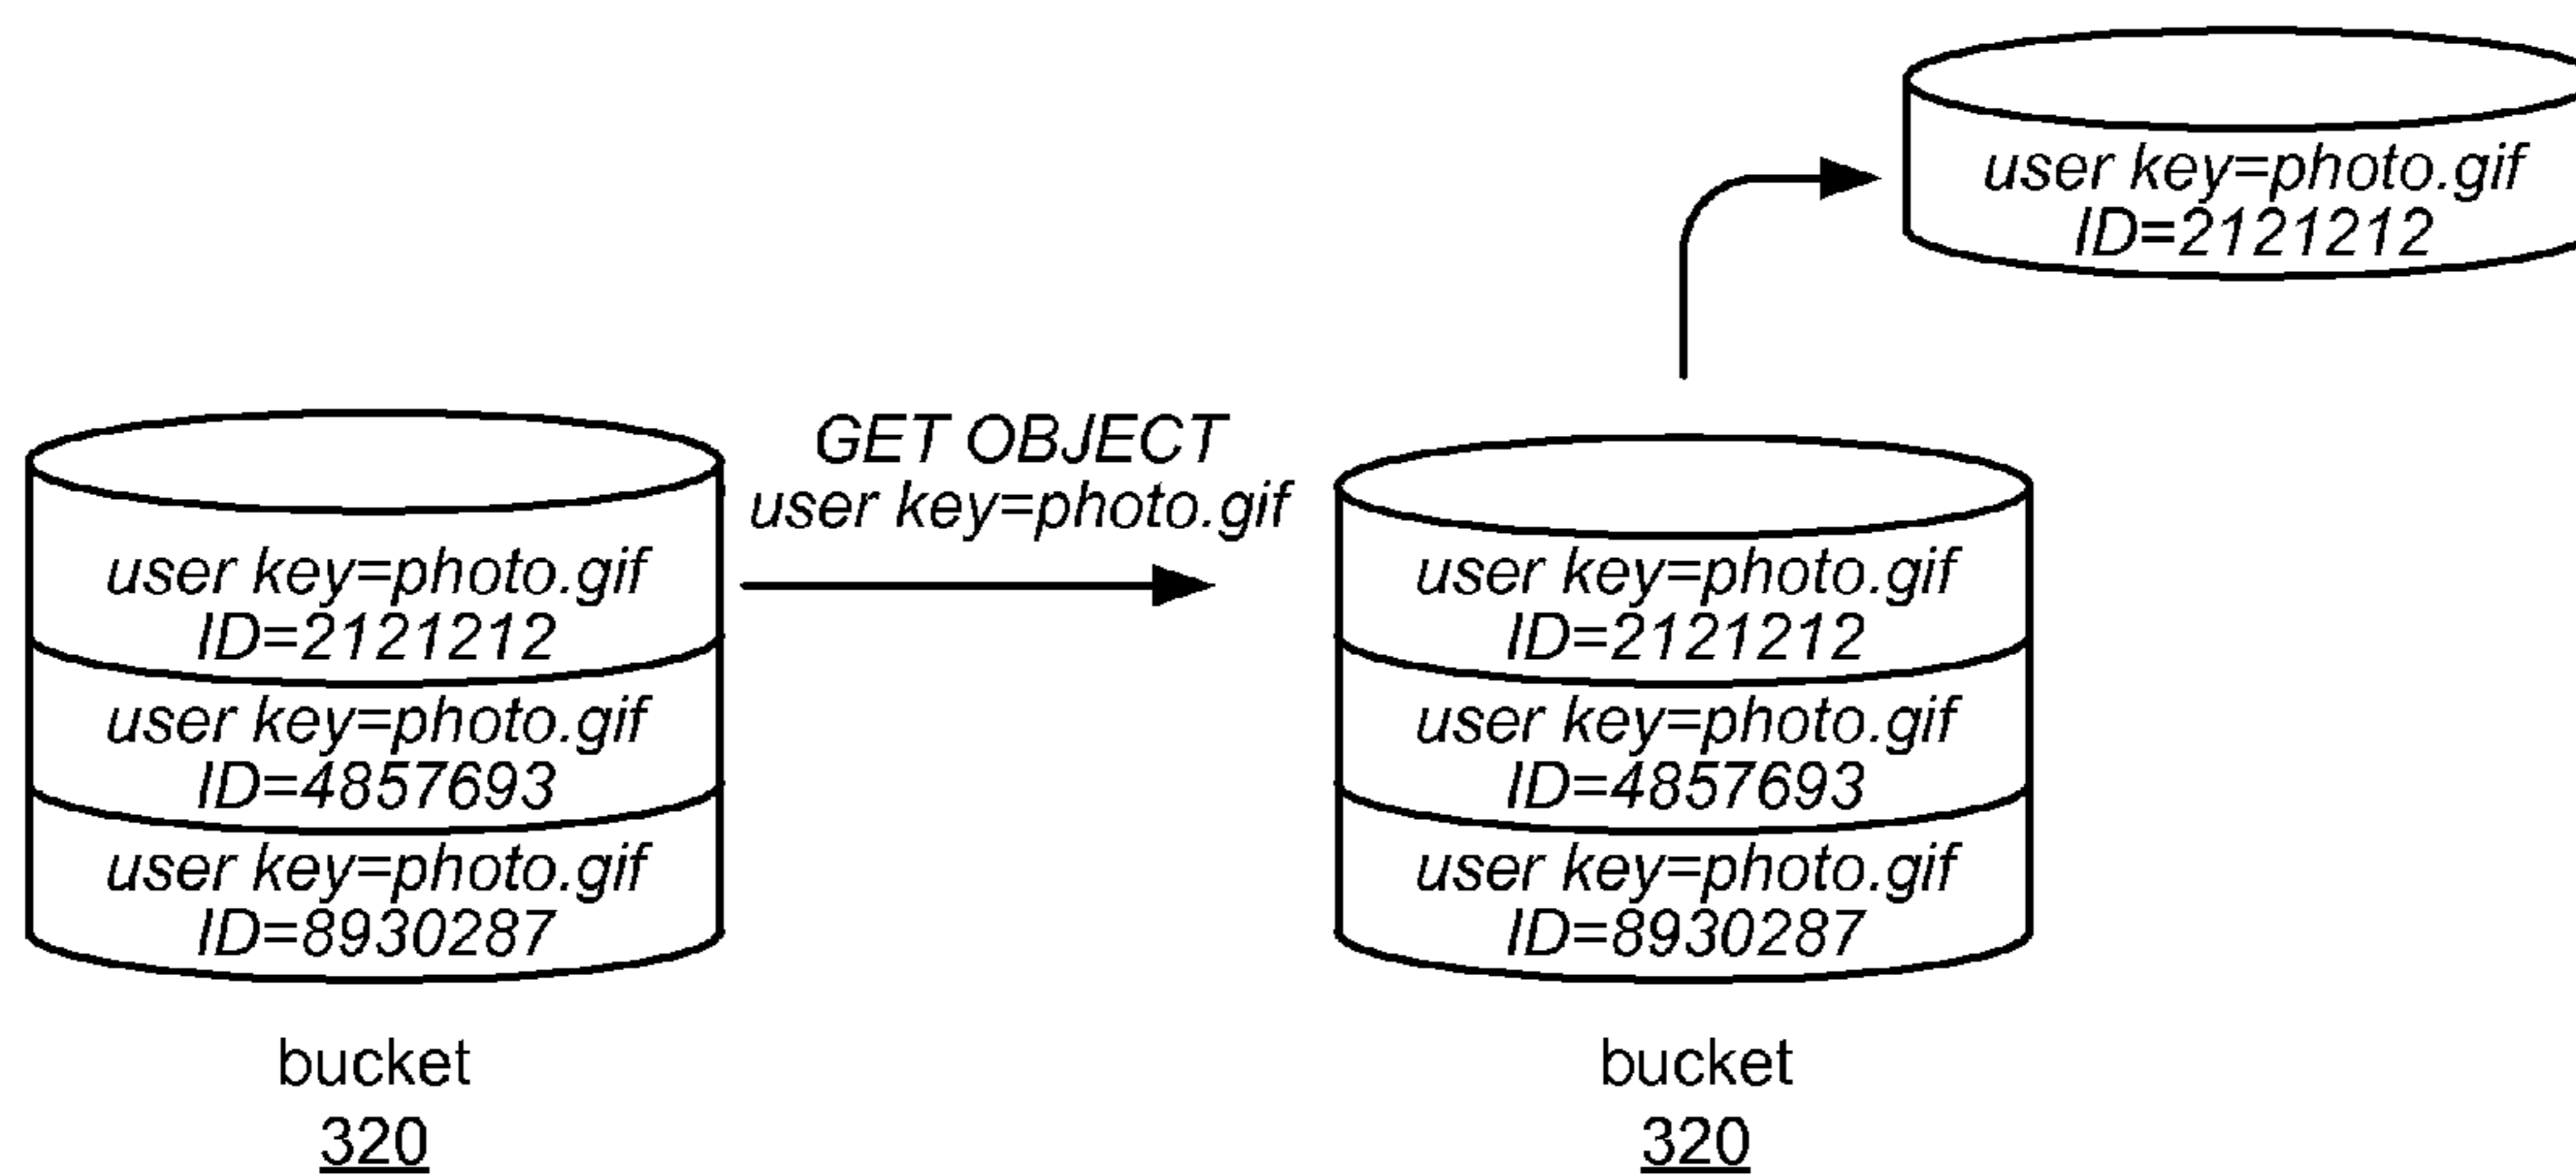 user key=photo.gif
ID=2121212
GET OBJECT
user key=photo.gif
user key=photo.gif
ID=2121212
user key=photo.gif
ID=4857693
user key=photo.gif
ID=8930287
bucket
320
user key=photo.gif
ID=2121212
user key=photo.gif
ID=4857693
user key=photo.gif
ID=8930287
bucket
320